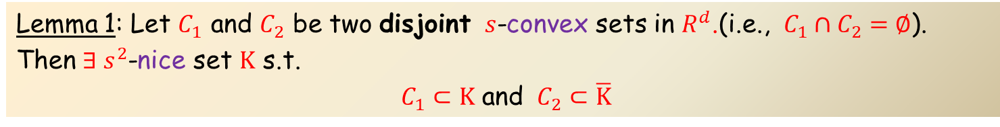 Lemma 1: Let C₁ and C₂ be two disjoint s-convex sets in Rᵈ.(i.e., C₁ ∩ C₂ = ∅).
Then ∃ s²-nice set K s.t.
C₁ ⊂ K and C₂ ⊂ K̅